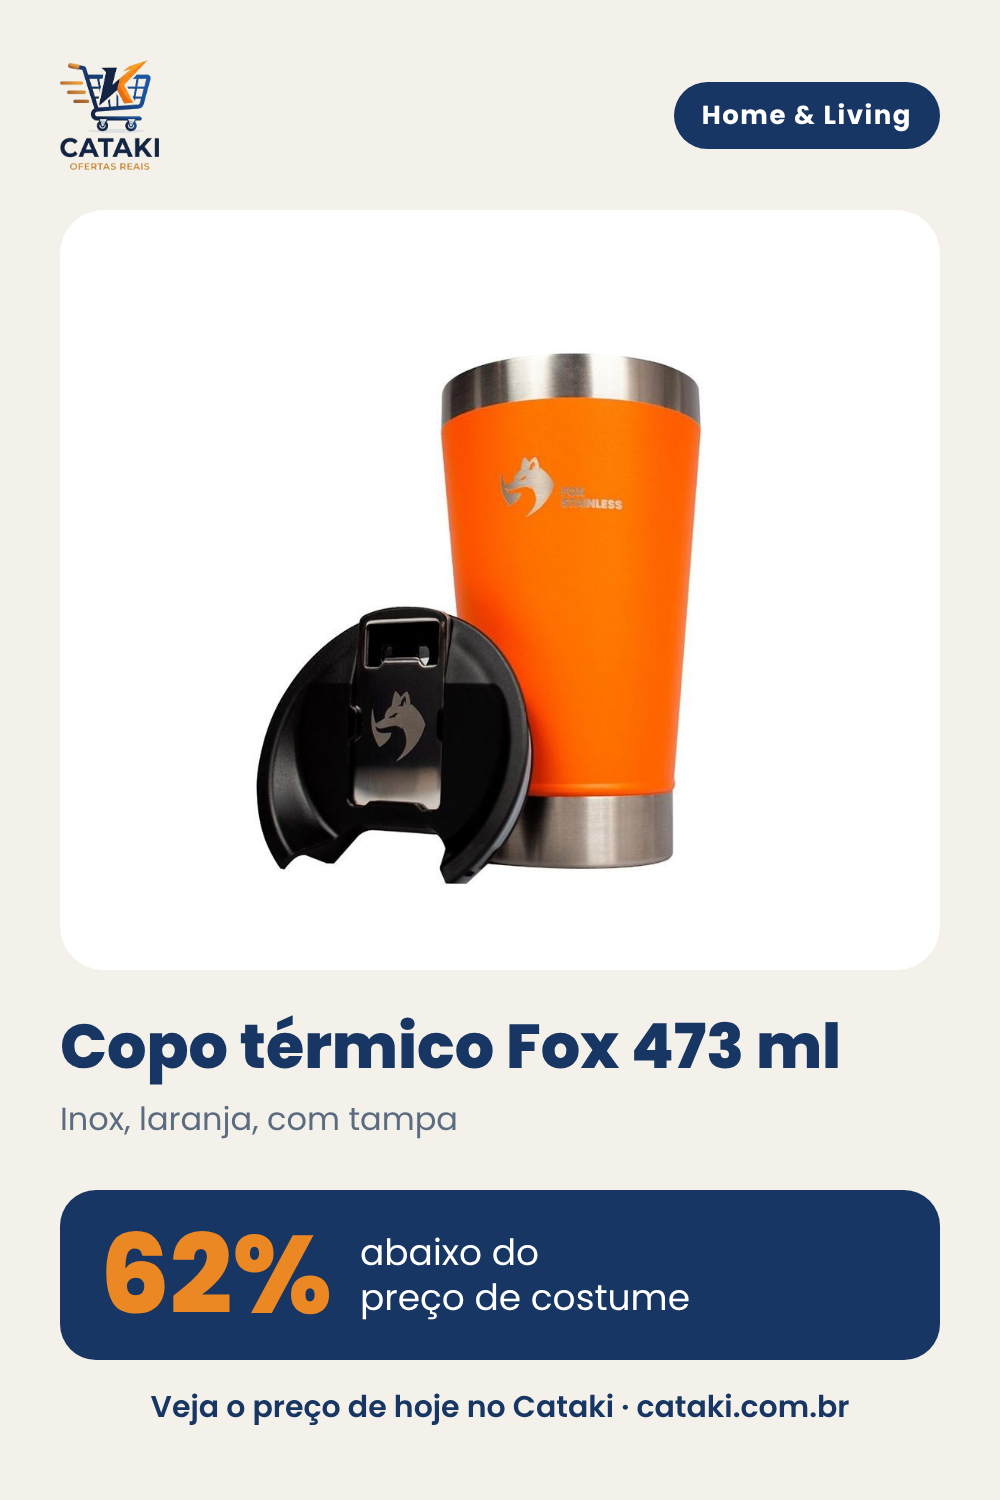 CATAKI
OFERTAS REAIS
Home & Living
FOX
STAINLESS
Copo térmico Fox 473 ml
Inox, laranja, com tampa
62%
abaixo do
preço de costume
Veja o preço de hoje no Cataki · cataki.com.br